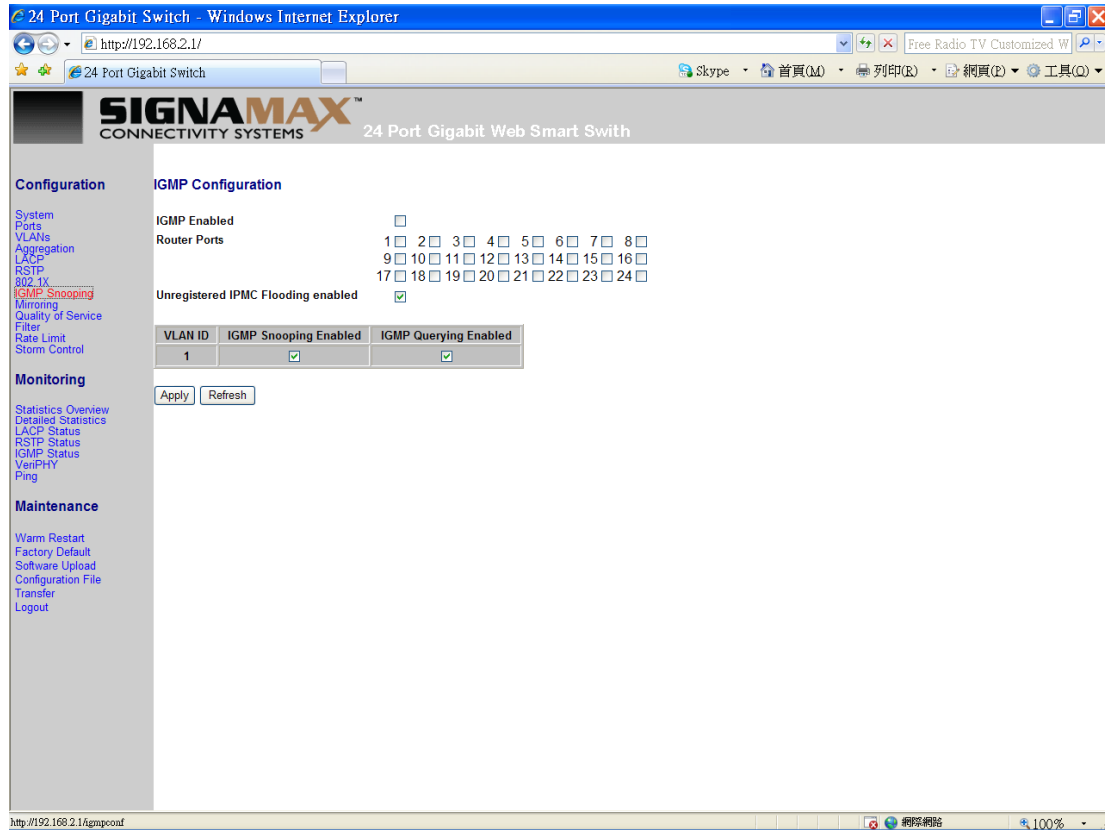 24 Port Gigabit Switch - Windows Internet Explorer
http://192.168.2.1/
Free Radio TV Customized W
24 Port Gigabit Switch
Skype 首頁(M) 列印(R) 網頁(P) 工具(O)
SIGNAMAX™
CONNECTIVITY SYSTEMS
24 Port Gigabit Web Smart Swith
Configuration
System
Ports
VLANs
Aggregation
LACP
RSTP
802.1X
IGMP Snooping
Mirroring
Quality of Service
Filter
Rate Limit
Storm Control
Monitoring
Statistics Overview
Detailed Statistics
LACP Status
RSTP Status
IGMP Status
VeriPHY
Ping
Maintenance
Warm Restart
Factory Default
Software Upload
Configuration File
Transfer
Logout
IGMP Configuration
IGMP Enabled
Router Ports
1 2 3 4 5 6 7 8
9 10 11 12 13 14 15 16
17 18 19 20 21 22 23 24
Unregistered IPMC Flooding enabled
VLAN ID IGMP Snooping Enabled IGMP Querying Enabled
1
Apply Refresh
http://192.168.2.1/igmpconf
網際網路
100%